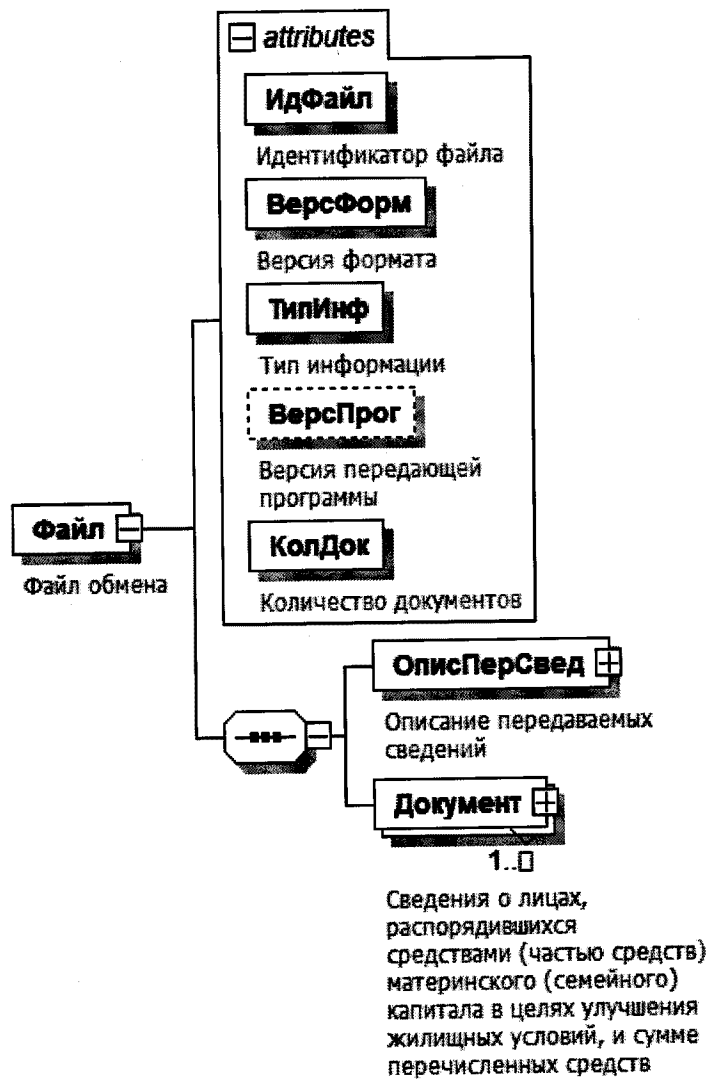 attributes
ИдФайл
Идентификатор файла
ВерсФорм
Версия формата
ТипИнф
Тип информации
ВерсПрог
Версия передающей
программы
КолДок
Количество документов
Файл
Файл обмена
ОписПерСвед
Описание передаваемых
сведений
Документ
1..▯
Сведения о лицах,
распорядившихся
средствами (частью средств)
материнского (семейного)
капитала в целях улучшения
жилищных условий, и сумме
перечисленных средств